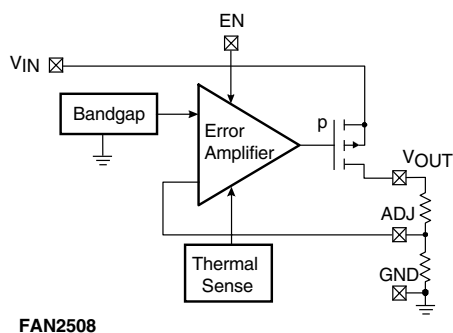 EN
VIN
Bandgap
Error
Amplifier
p
VOUT
ADJ
Thermal
Sense
GND
FAN2508